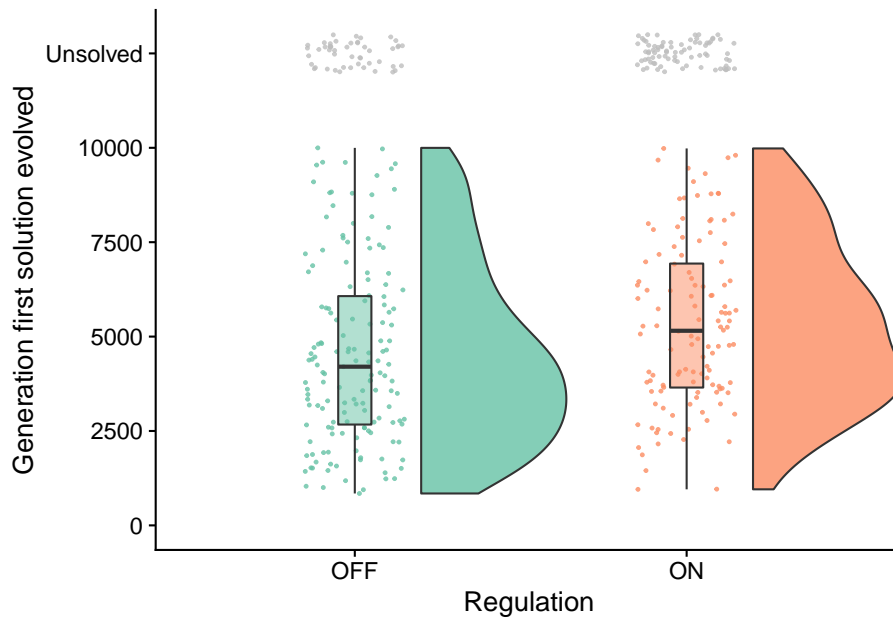 Generation first solution evolved
Unsolved
10000
7500
5000
2500
0
OFF
ON
Regulation